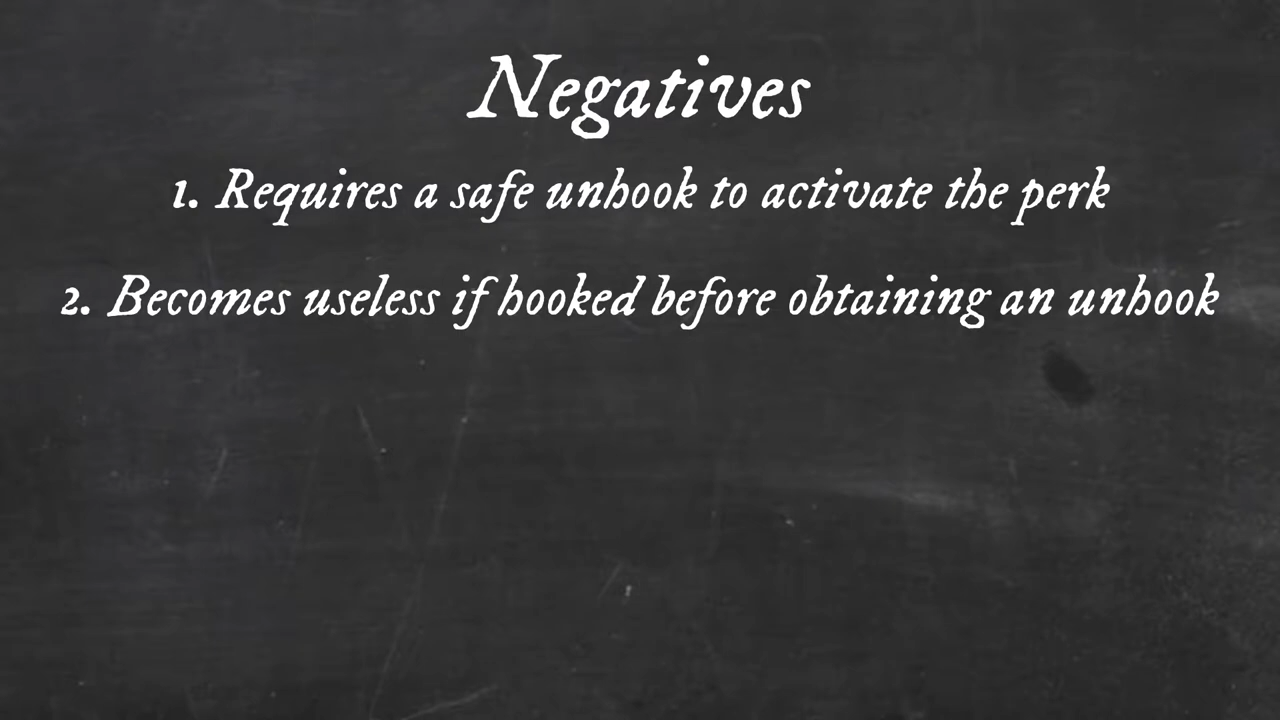 Negatives
1. Requires a safe unhook to activate the perk
2. Becomes useless if hooked before obtaining an unhook